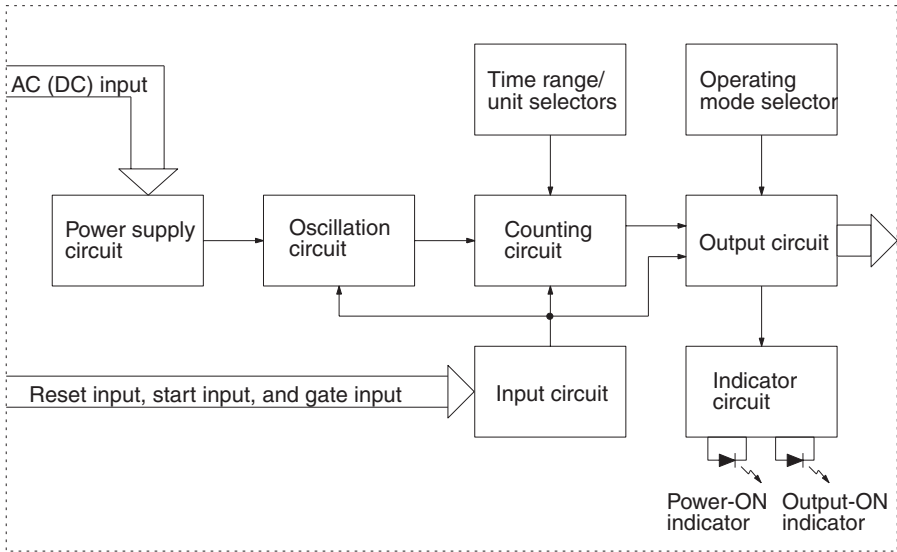 AC (DC) input
Time range/
unit selectors
Operating
mode selector
Power supply
circuit
Oscillation
circuit
Counting
circuit
Output circuit
Reset input, start input, and gate input
Input circuit
Indicator
circuit
Power-ON
indicator
Output-ON
indicator